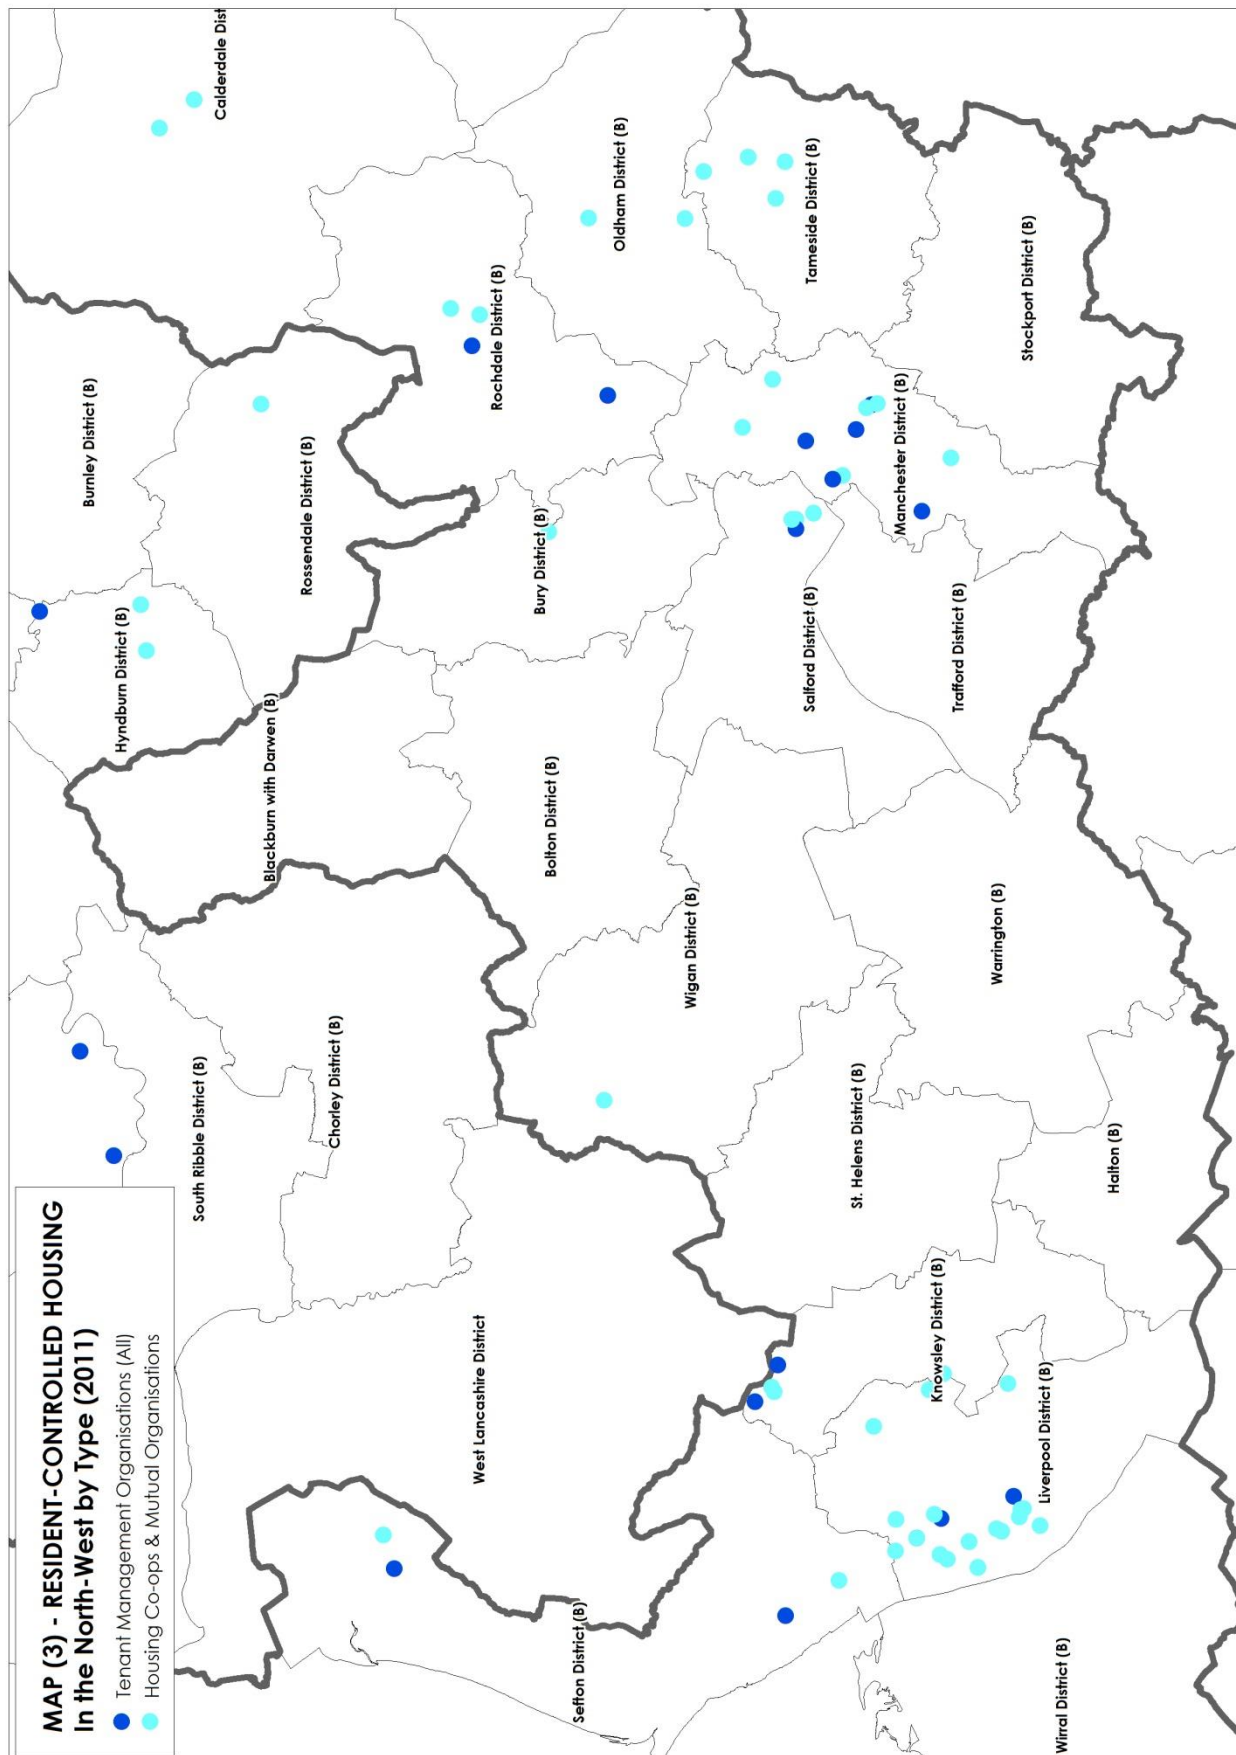 MAP (3) - RESIDENT-CONTROLLED HOUSING
In the North-West by Type (2011)
Tenant Management Organisations (All)
Housing Co-ops & Mutual Organisations
Burnley District (B)
Calderdale Dist
Hyndburn District (B)
South Ribble District (B)
Blackburn with Darwen (B)
Rossendale District (B)
Chorley District (B)
West Lancashire District
Rochdale District (B)
Bury District (B)
Bolton District (B)
Sefton District (B)
Oldham District (B)
Wigan District (B)
Tameside District (B)
Salford District (B)
St. Helens District (B)
Manchester District (B)
Knowsley District (B)
Trafford District (B)
Warrington (B)
Stockport District (B)
Liverpool District (B)
Wirral District (B)
Halton (B)